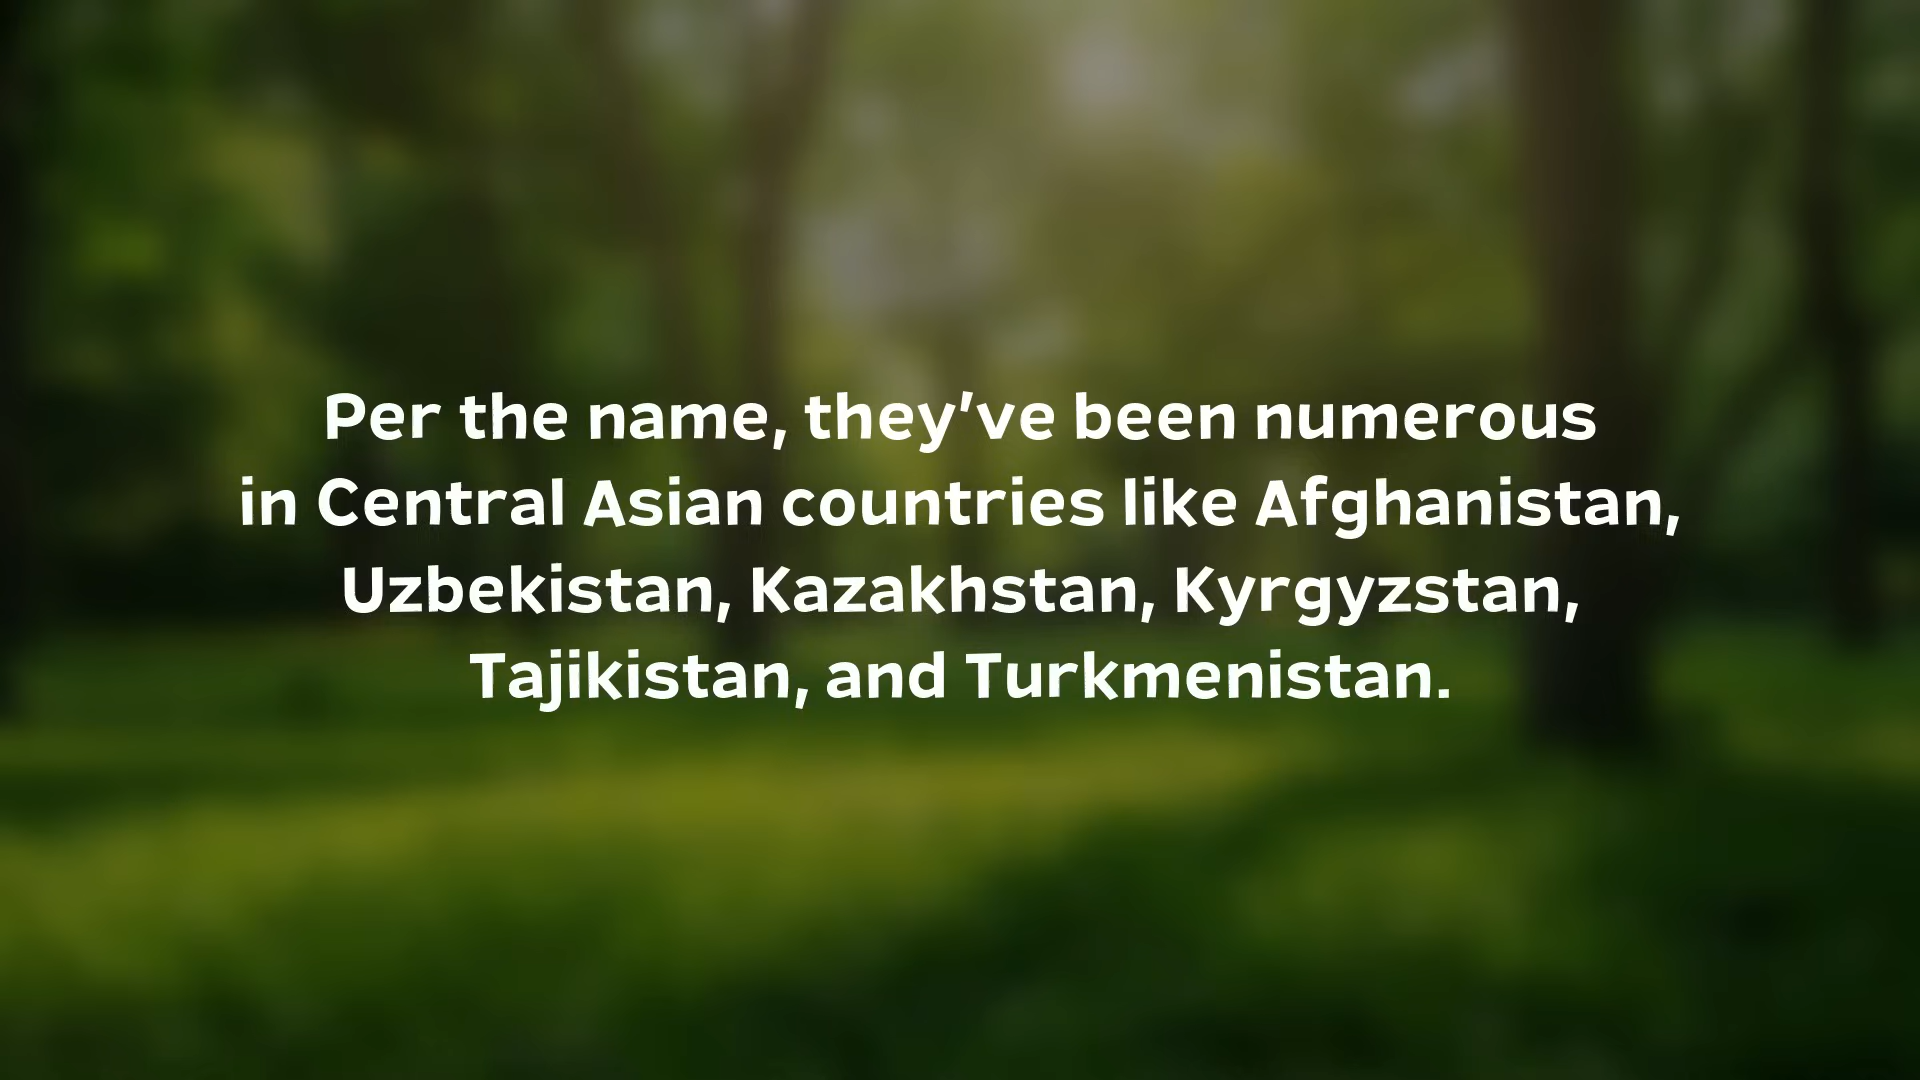 Per the name, they've been numerous
in Central Asian countries like Afghanistan,
Uzbekistan, Kazakhstan, Kyrgyzstan,
Tajikistan, and Turkmenistan.